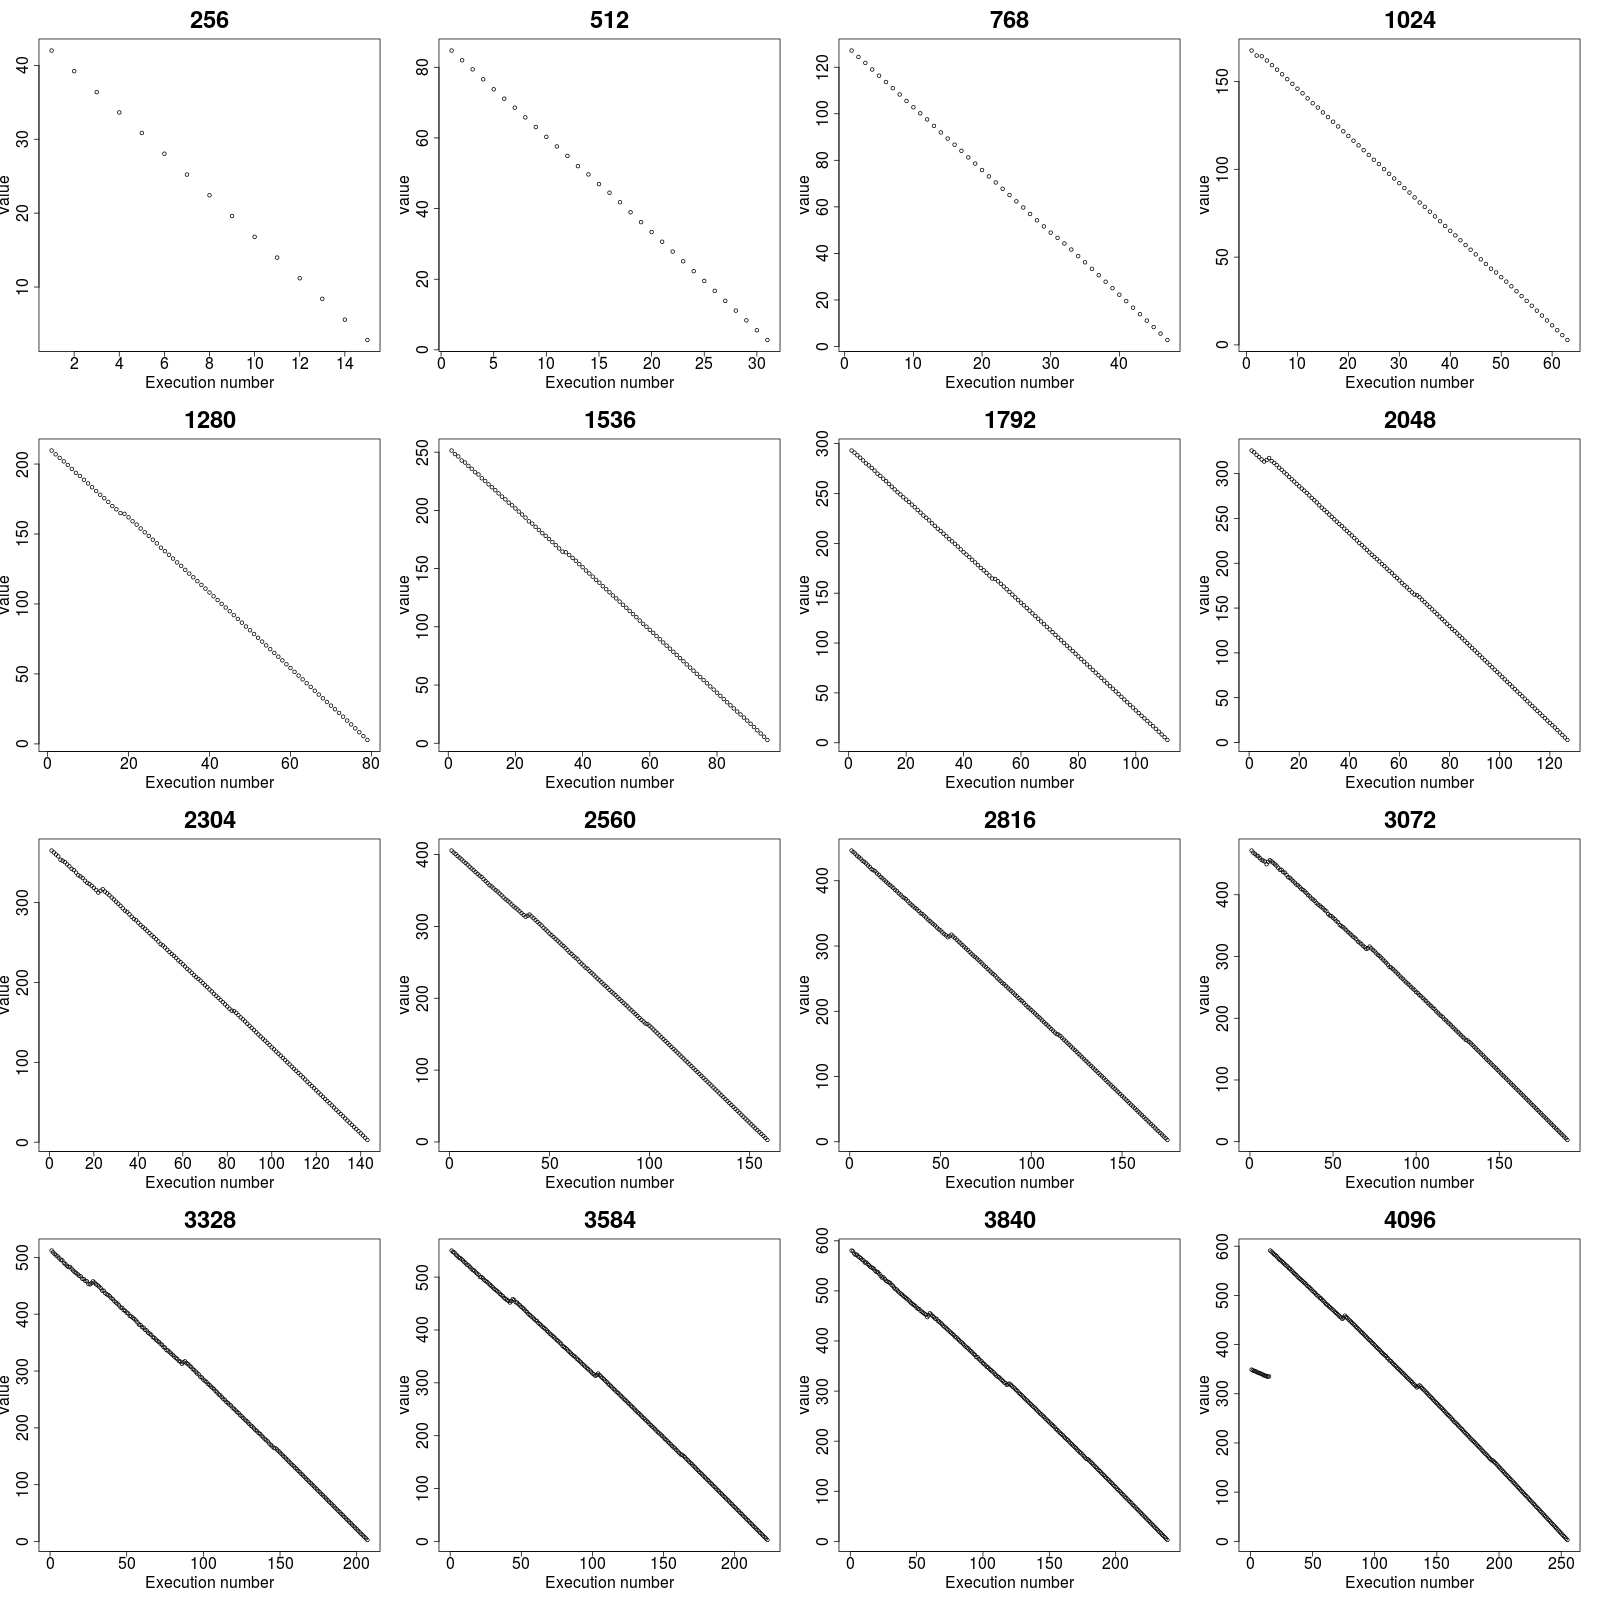 256 512 768 1024
40 80 120 150
30 60 100 100
20 40 80 50
10 20 60 0
0 40
20
0
value value value value
2 4 6 8 10 12 14 0 5 10 15 20 25 30 0 10 20 30 40 0 10 20 30 40 50 60
Execution number Execution number Execution number Execution number
1280 1536 1792 2048
200 250 300 300
150 200 250 250
100 150 200 200
50 100 150 150
0 50 100 100
0 50 50
0 0
value value value value
0 20 40 60 80 0 20 40 60 80 0 20 40 60 80 100 0 20 40 60 80 100 120
Execution number Execution number Execution number Execution number
2304 2560 2816 3072
300 400 400 400
200 300 300 300
100 200 200 200
0 100 100 100
0 0 0
value value value value
0 20 40 60 80 100 120 140 0 50 100 150 0 50 100 150 0 50 100 150
Execution number Execution number Execution number Execution number
3328 3584 3840 4096
500 500 600 600
400 400 500 500
300 300 400 400
200 200 300 300
100 100 200 200
0 0 100 100
0 0
value value value value
0 50 100 150 200 0 50 100 150 200 0 50 100 150 200 0 50 100 150 200 250
Execution number Execution number Execution number Execution number